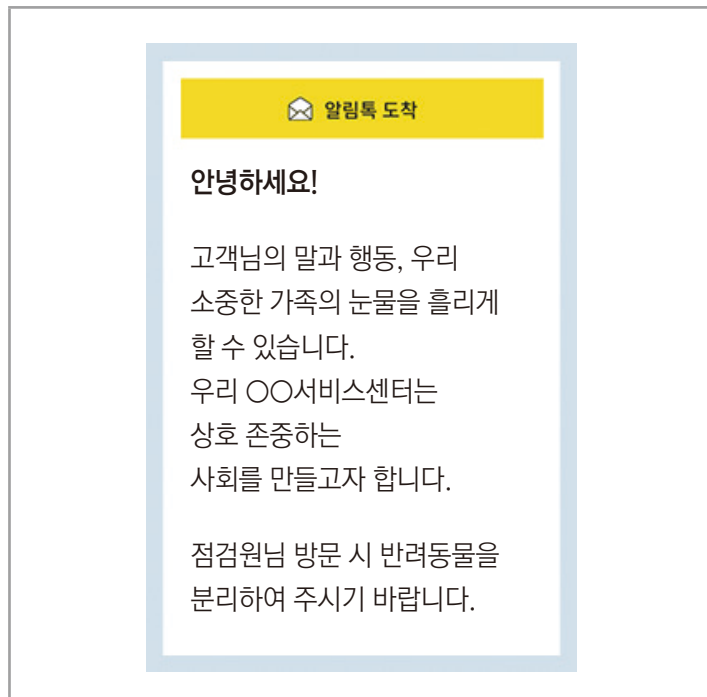 알림톡 도착
안녕하세요!
고객님의 말과 행동, 우리
소중한 가족의 눈물을 흘리게
할 수 있습니다.
우리 〇〇서비스센터는
상호 존중하는
사회를 만들고자 합니다.
점검원님 방문 시 반려동물을
분리하여 주시기 바랍니다.